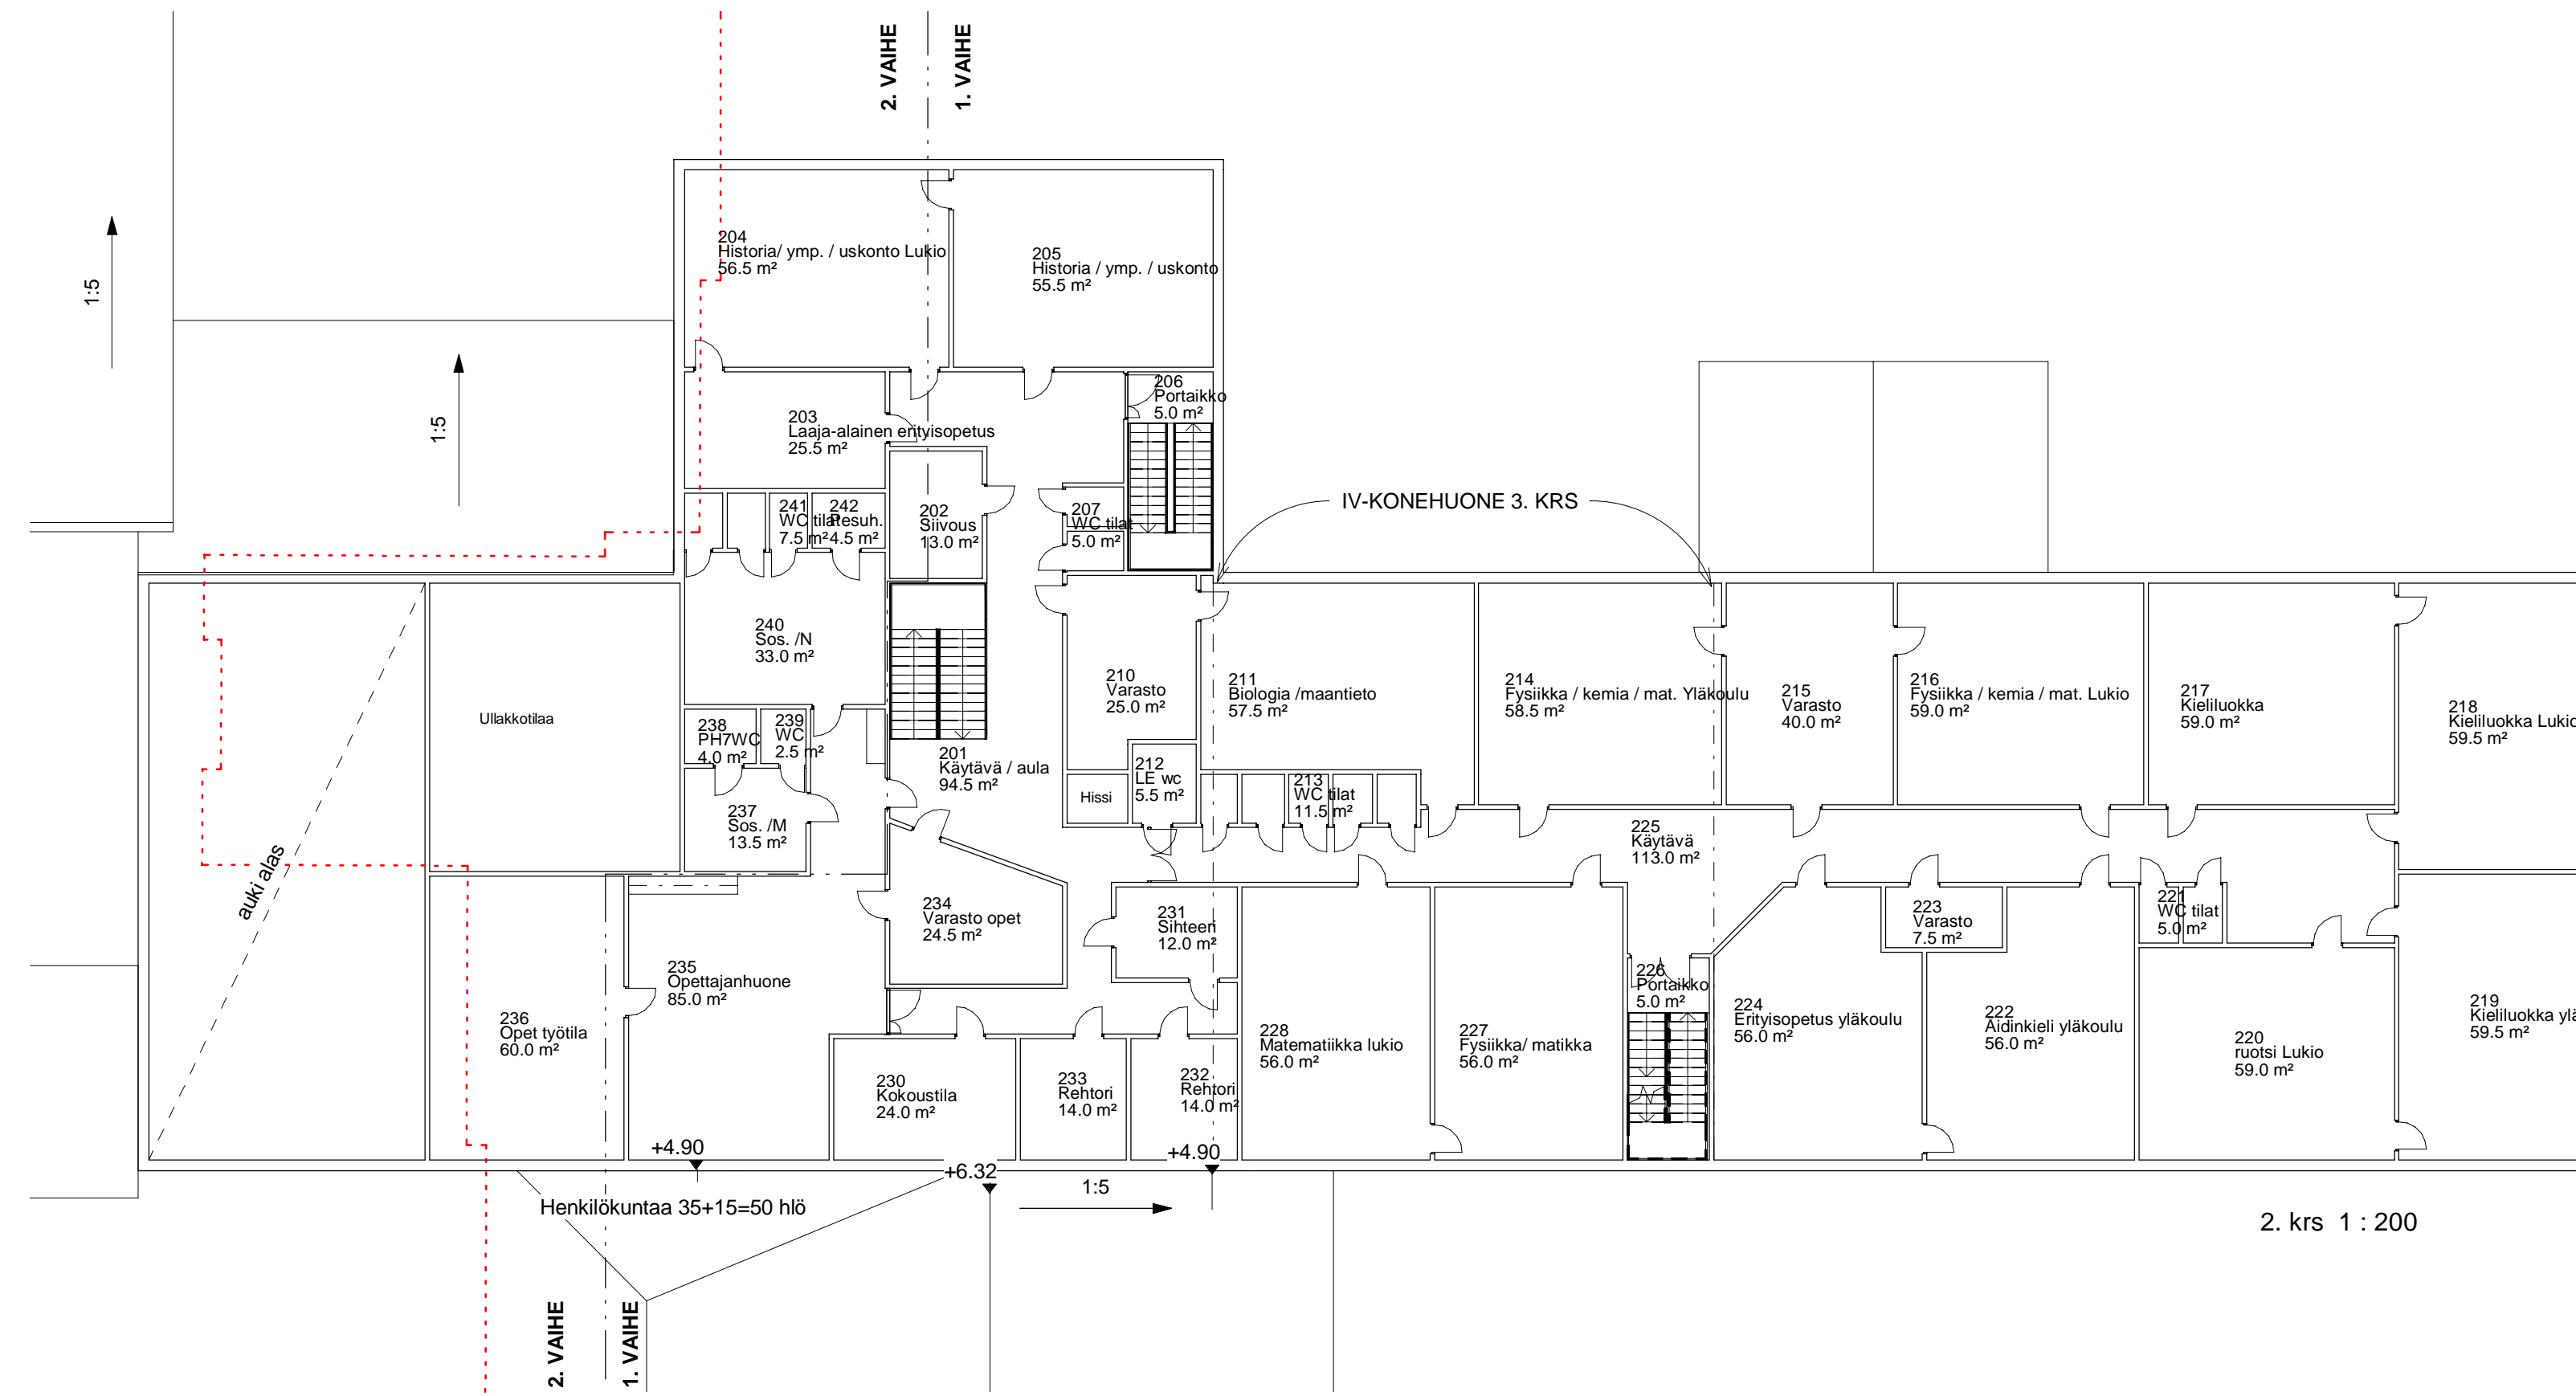 2. VAIHE
1. VAIHE
1:5
1:5
204
Historia/ ymp. / uskonto Lukio
56.5 m²
205
Historia / ymp. / uskonto
55.5 m²
206
Portaikko
5.0 m²
203
Laaja-alainen erityisopetus
25.5 m²
241
WC tilat
7.5 m²
242
Pesuh.
4.5 m²
202
Siivous
13.0 m²
207
WC tilat
5.0 m²
IV-KONEHUONE 3. KRS
240
Sos. /N
33.0 m²
210
Varasto
25.0 m²
211
Biologia /maantieto
57.5 m²
214
Fysiikka / kemia / mat. Yläkoulu
58.5 m²
215
Varasto
40.0 m²
216
Fysiikka / kemia / mat. Lukio
59.0 m²
217
Kieliluokka
59.0 m²
218
Kieliluokka Lukio
59.5 m²
Ullakkotilaa
238
PH7WC
4.0 m²
239
WC
2.5 m²
201
Käytävä / aula
94.5 m²
212
LE wc
5.5 m²
Hissi
213
WC tilat
11.5 m²
237
Sos. /M
13.5 m²
225
Käytävä
113.0 m²
auki alas
234
Varasto opet
24.5 m²
231
Sihteeri
12.0 m²
223
Varasto
7.5 m²
221
WC tilat
5.0 m²
235
Opettajanhuone
85.0 m²
226
Portaikko
5.0 m²
236
Opet työtila
60.0 m²
228
Matematiikka lukio
56.0 m²
227
Fysiikka/ matikka
56.0 m²
224
Erityisopetus yläkoulu
56.0 m²
222
Äidinkieli yläkoulu
56.0 m²
220
ruotsi Lukio
59.0 m²
219
Kieliluokka ylä
59.5 m²
230
Kokoustila
24.0 m²
233
Rehtori
14.0 m²
232
Rehtori
14.0 m²
+4.90
+6.32
+4.90
1:5
Henkilökuntaa 35+15=50 hlö
2. krs 1 : 200
2. VAIHE
1. VAIHE